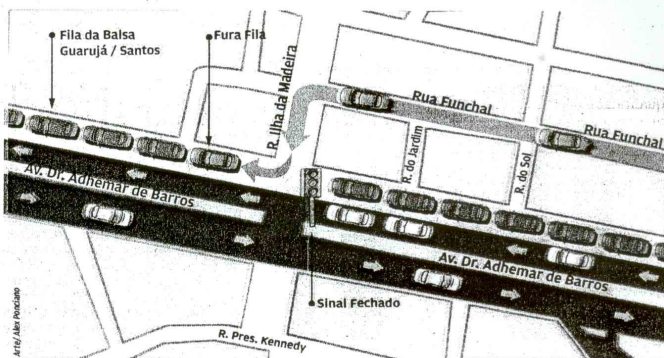 Fila da Balsa
Guarujá / Santos
Fura Fila
R. Ilha da Madeira
Rua Funchal
Rua Funchal
R. do Jardim
R. do Sol
Av. Dr. Adhemar de Barros
Av. Dr. Adhemar de Barros
Sinal Fechado
R. Pres. Kennedy
Arte/ Alex Ponciano